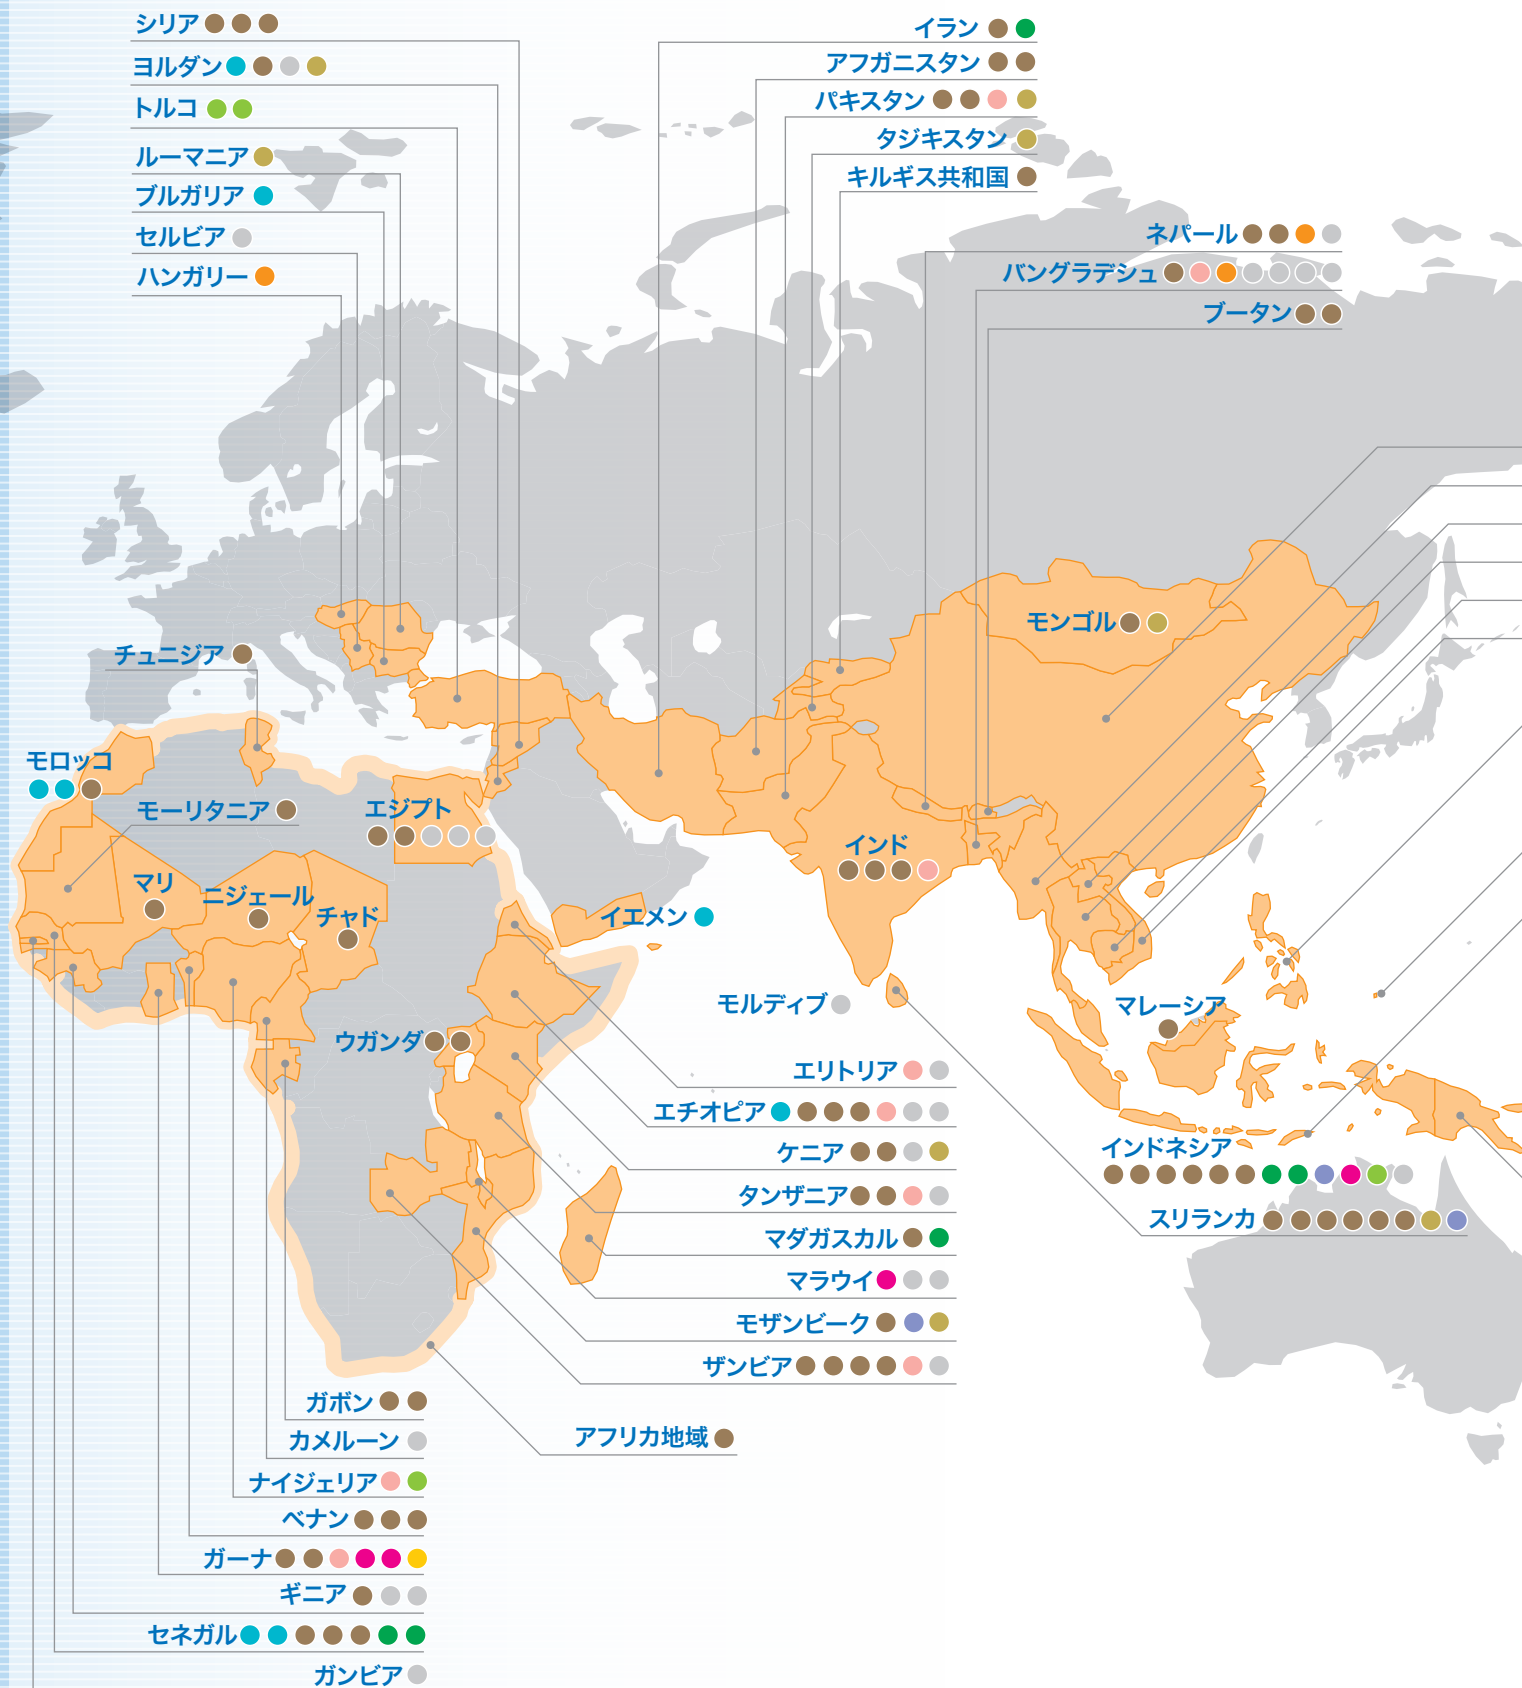 シリア
ヨルダン
トルコ
ルーマニア
ブルガリア
セルビア
ハンガリー
イラン
アフガニスタン
パキスタン
タジキスタン
キルギス共和国
ネパール
バングラデシュ
ブータン
モンゴル
チュニジア
モロッコ
モーリタニア
エジプト
マリ
ニジェール
チャド
インド
イエメン
モルディブ
マレーシア
ウガンダ
エリトリア
エチオピア
ケニア
タンザニア
マダガスカル
マラウイ
モザンビーク
ザンビア
インドネシア
スリランカ
アフリカ地域
ガボン
カメルーン
ナイジェリア
ベナン
ガーナ
ギニア
セネガル
ガンビア